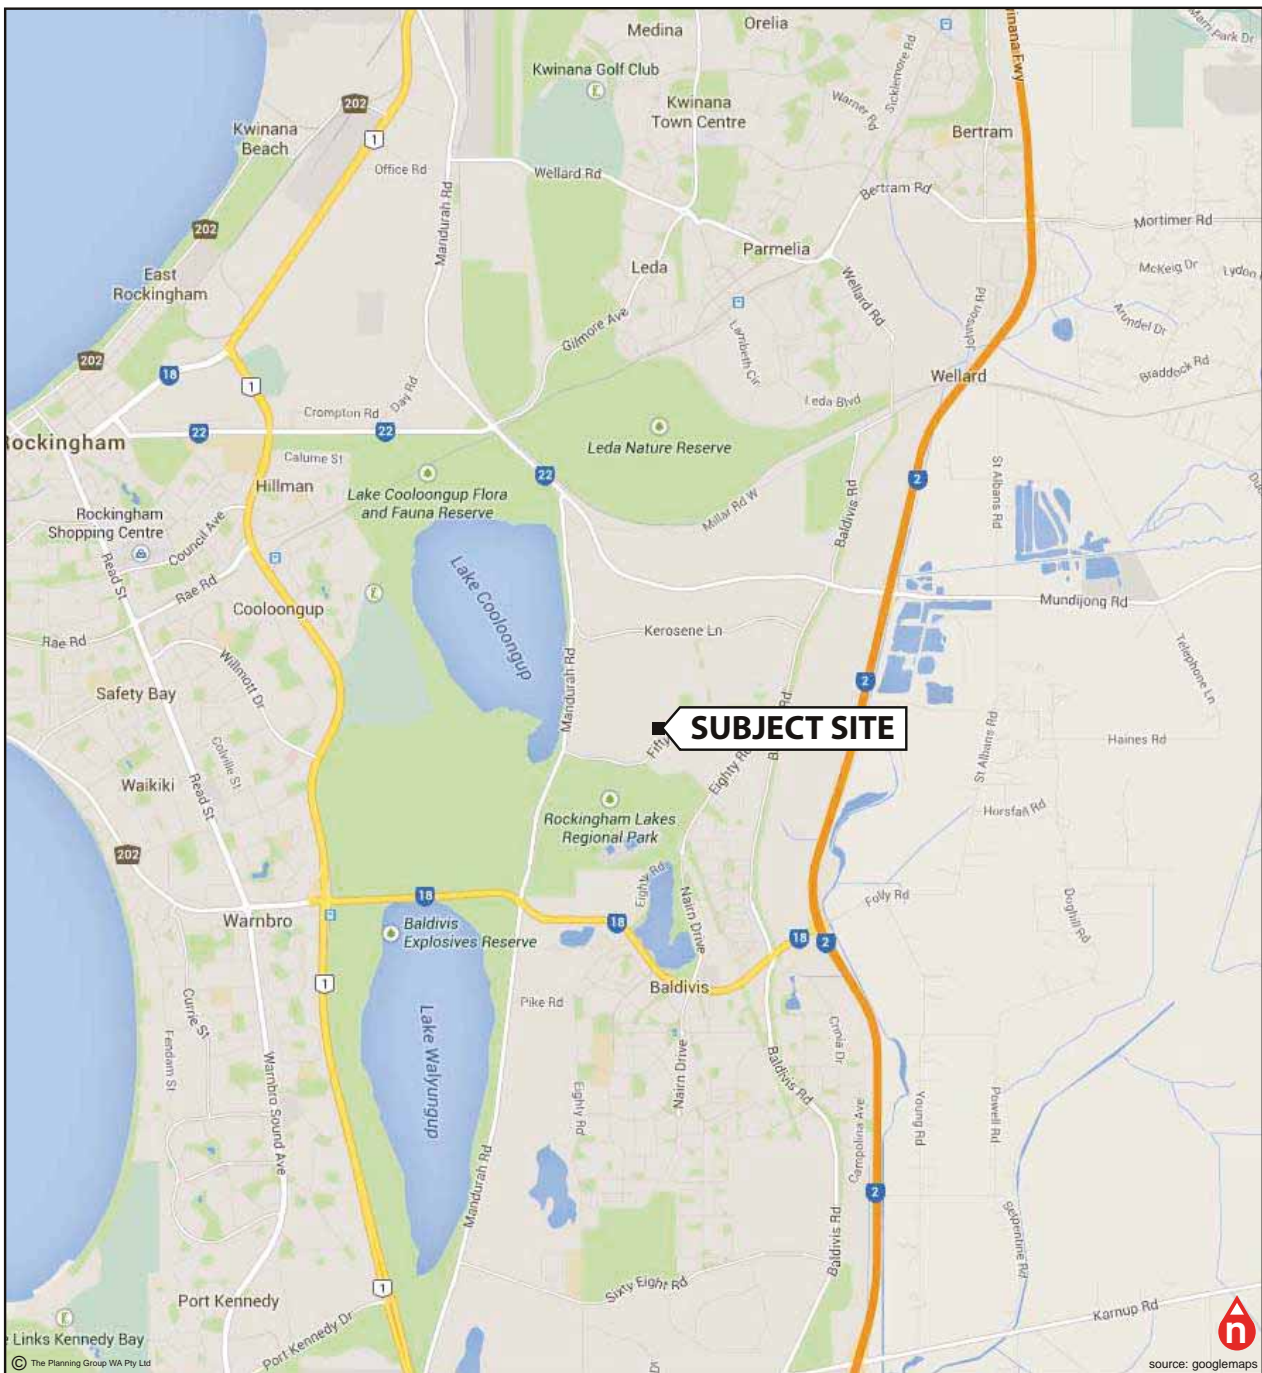 Medina
Orelia
Kwinana Golf Club
Kwinana
Town Centre
Warner Rd
Sicklemore Rd
Bertram
Kwinana
Beach
202
1
Office Rd
Mandurah Rd
Wellard Rd
Bertram Rd
Mortimer Rd
202
Parmelia
Leda
McKeig Dr
Lydon
East
Rockingham
Wellard Rd
Johnson Rd
Arundel Dr
Gilmore Ave
Lambeth Cir
202
18
1
Wellard
Braddock Rd
Day Rd
Crompton Rd
Leda Blvd
22
22
Rockingham
Calume St
Leda Nature Reserve
Hillman
Lake Cooloongup Flora
and Fauna Reserve
22
2
St Albans Rd
Millar Rd W
Baldivis Rd
Rockingham
Shopping Centre
Council Ave
Read St
Rae Rd
Lake Cooloongup
Cooloongup
Mundijong Rd
Rae Rd
Kerosene Ln
Willmott Dr
Mandurah Rd
Telephone Ln
Safety Bay
2
SUBJECT SITE
Fifty
Eighty Rd
St Albans Rd
Haines Rd
Colville St
Waikiki
Read St
Horsfall Rd
Rockingham Lakes
Regional Park
202
18
Eighty Rd
Nairn Drive
Folly Rd
Doghill Rd
Warnbro
Baldivis
Explosives Reserve
18
18
2
1
Baldivis
Pike Rd
Currie St
Fendam St
Lake Walyungup
Crinia Dr
Nairn Drive
Baldivis Rd
Warnbro Sound Ave
Eighty Rd
Young Rd
Powell Rd
Campolina Ave
Mandurah Rd
2
Serpentine Rd
Baldivis Rd
Sixty Eight Rd
1
Port Kennedy
Karnup Rd
Port Kennedy Dr
Links Kennedy Bay
n
© The Planning Group WA Pty Ltd
source: googlemaps